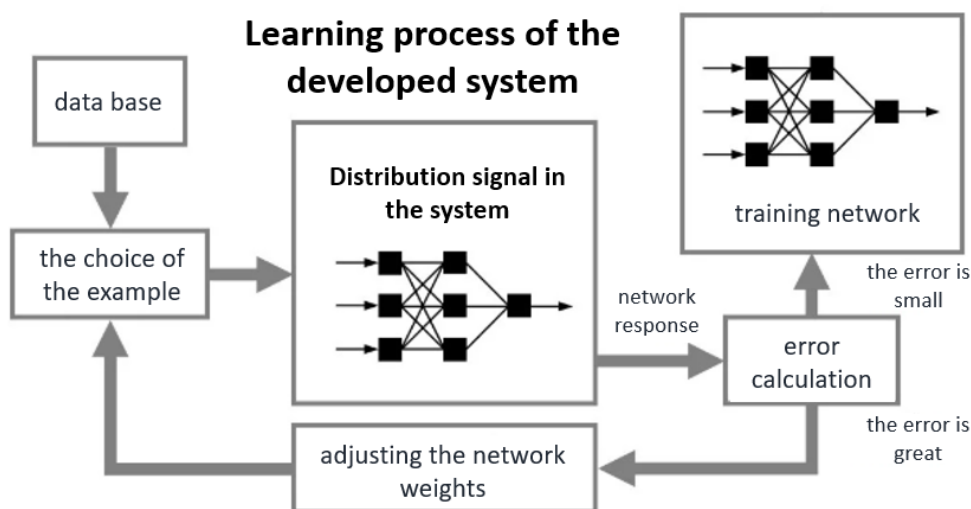 Learning process of the
developed system
data base
the choice of
the example
Distribution signal in
the system
network
response
training network
the error is
small
error
calculation
the error is
great
adjusting the network
weights